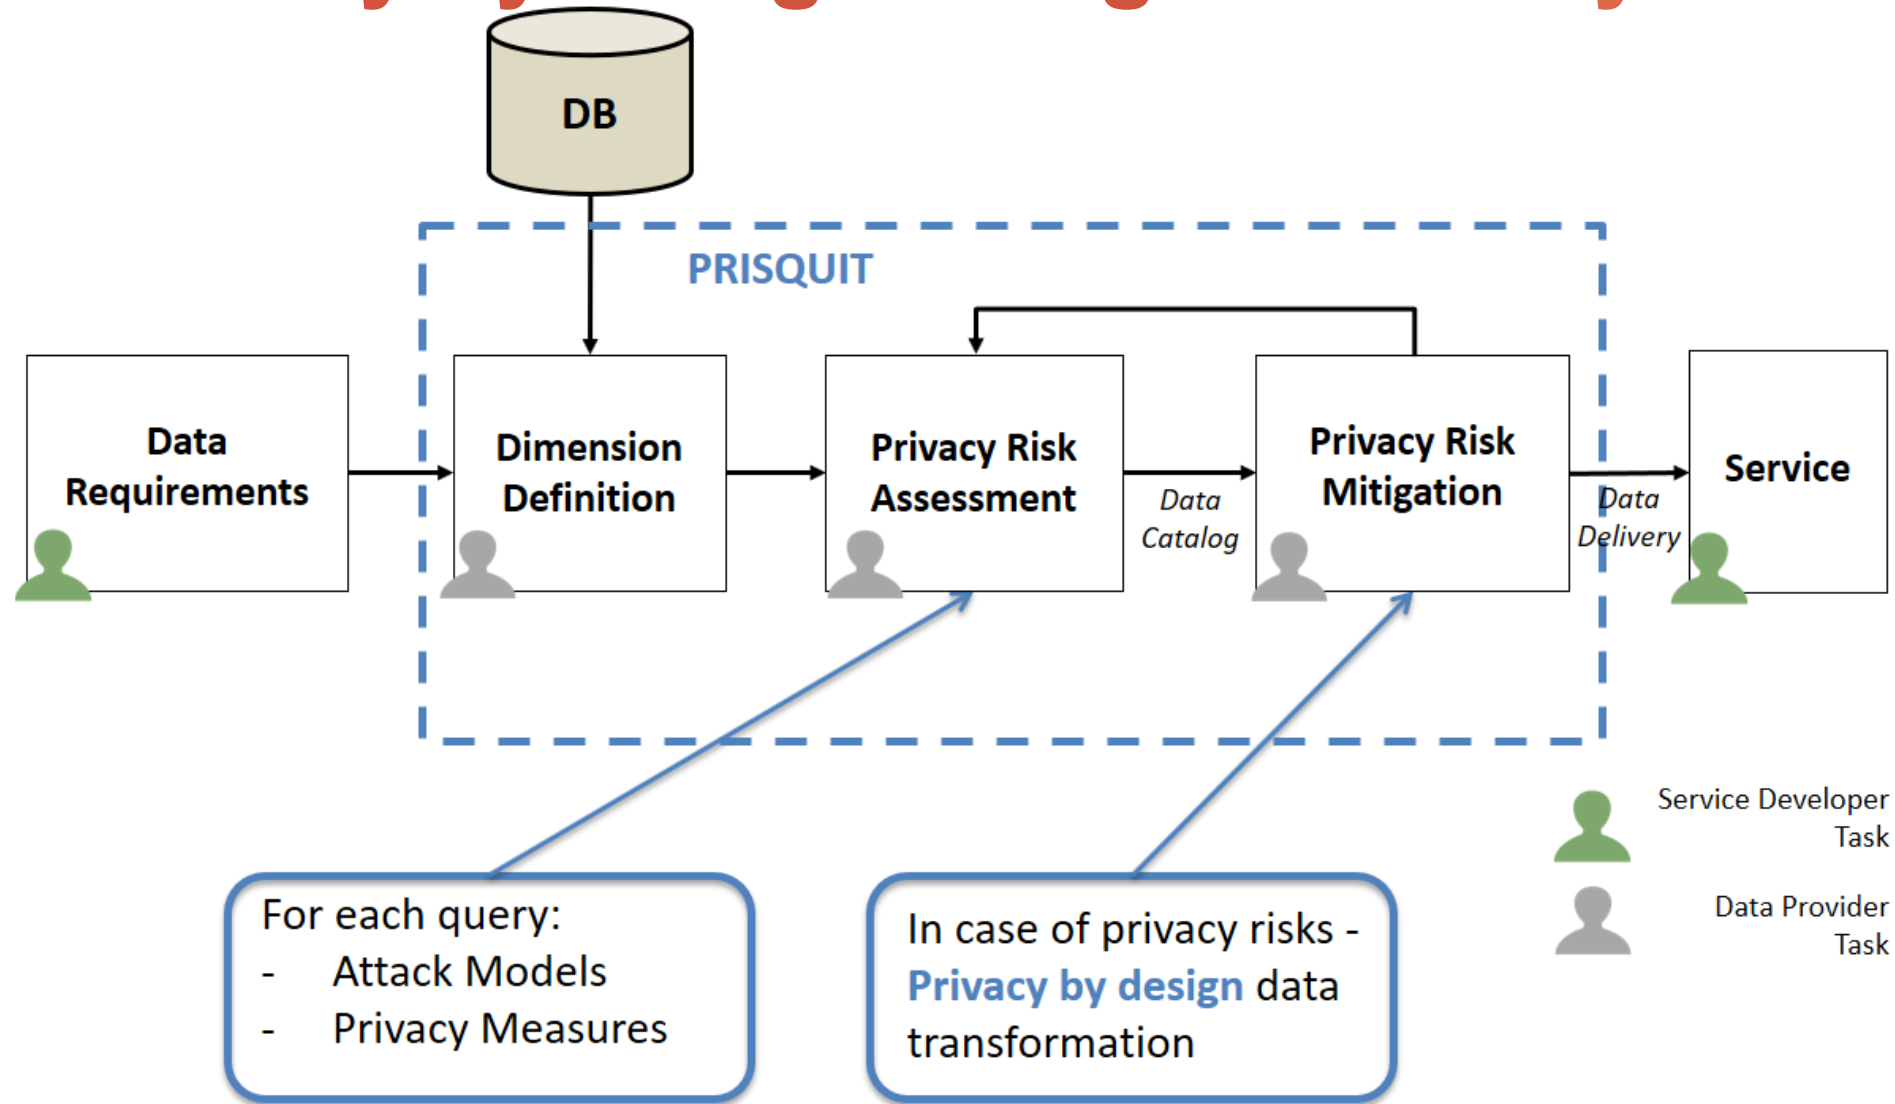 DB
PRISQUIT
Data
Requirements
Dimension
Definition
Privacy Risk
Assessment
Data
Catalog
Privacy Risk
Mitigation
Data
Delivery
Service
Service Developer
Task
Data Provider
Task
For each query:
- Attack Models
- Privacy Measures
In case of privacy risks -
Privacy by design data
transformation